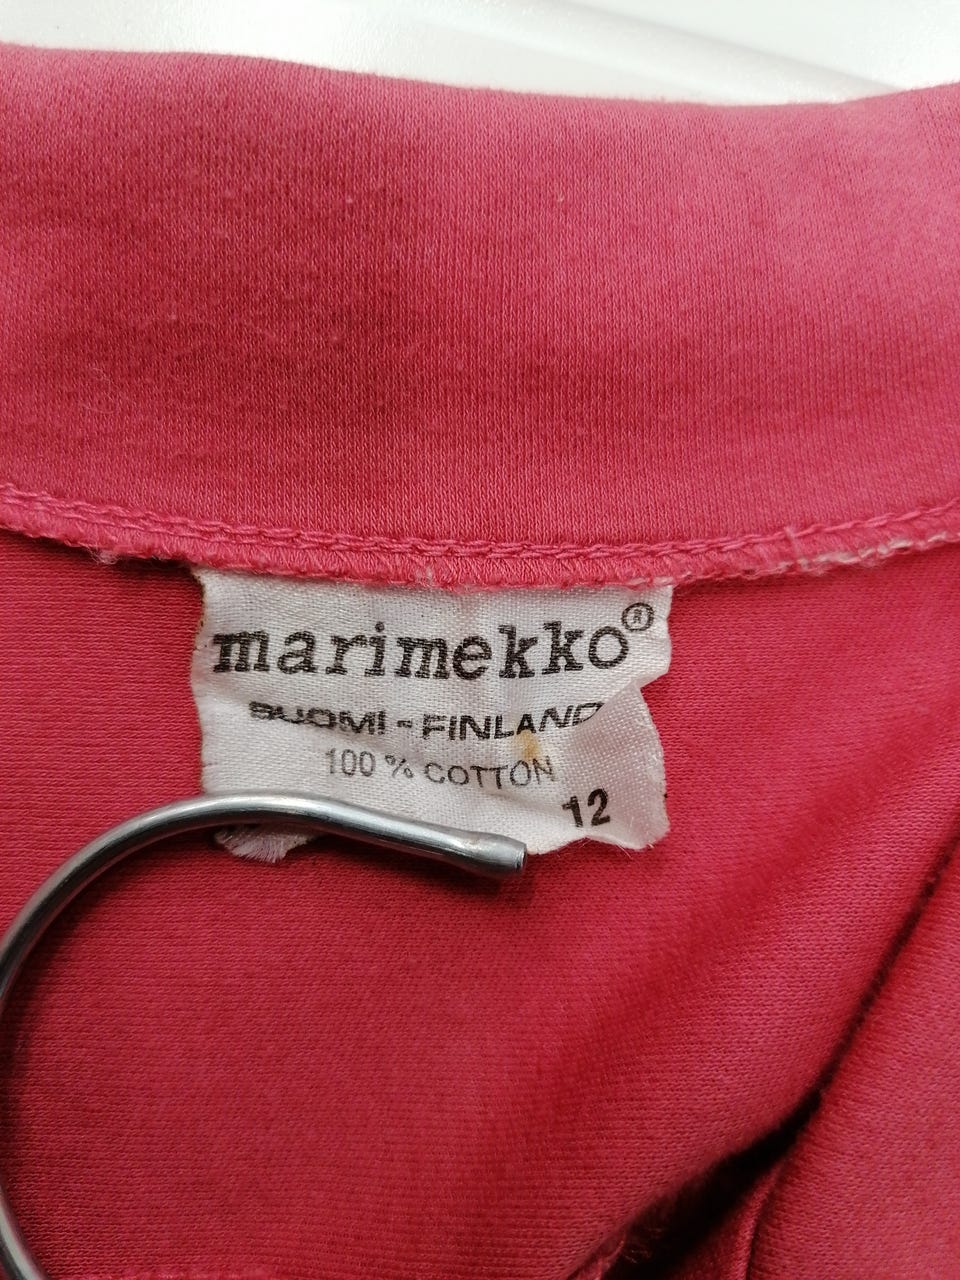 marimekko®
SUOMI - FINLAND
100 % COTTON
12